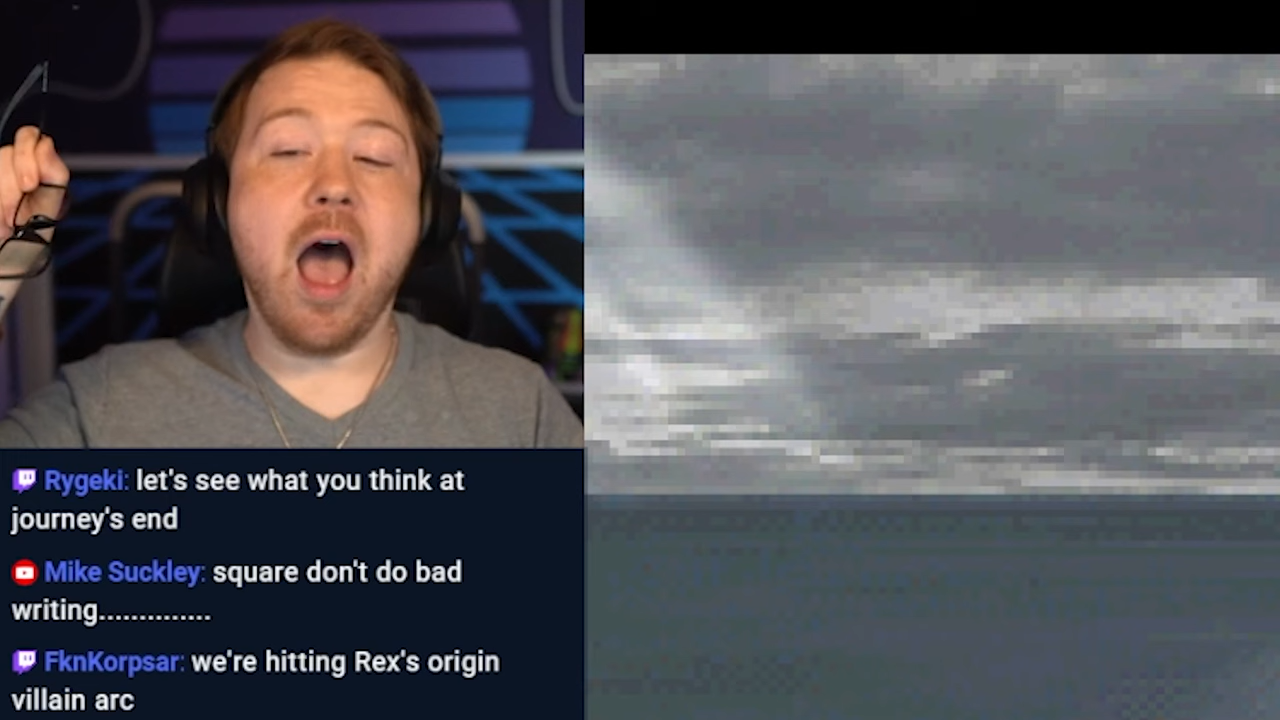 Rygeki: let's see what you think at
journey's end
Mike Suckley: square don't do bad
writing..............
FknKorpsar: we're hitting Rex's origin
villain arc